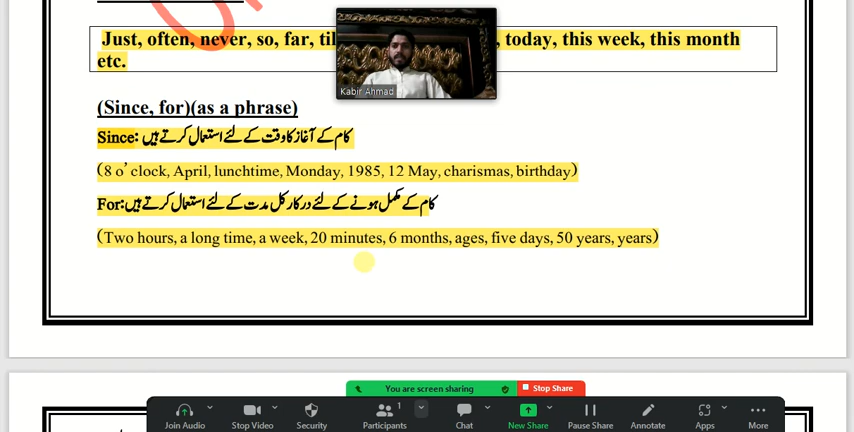 Just, often, never, so, far, til , today, this week, this month
etc.
Kabir Ahmad
(Since, for)(as a phrase)
Since: کام کے آغاز کا وقت کے لئے استعمال کرتے ہیں
(8 o' clock, April, lunchtime, Monday, 1985, 12 May, charismas, birthday)
For: کام کے مکمل ہونے کے لئے درکار کل مدت کے لئے استعمال کرتے ہیں
(Two hours, a long time, a week, 20 minutes, 6 months, ages, five days, 50 years, years)
You are screen sharing Stop Share
1
Join Audio Stop Video Security Participants Chat New Share Pause Share Annotate Apps More